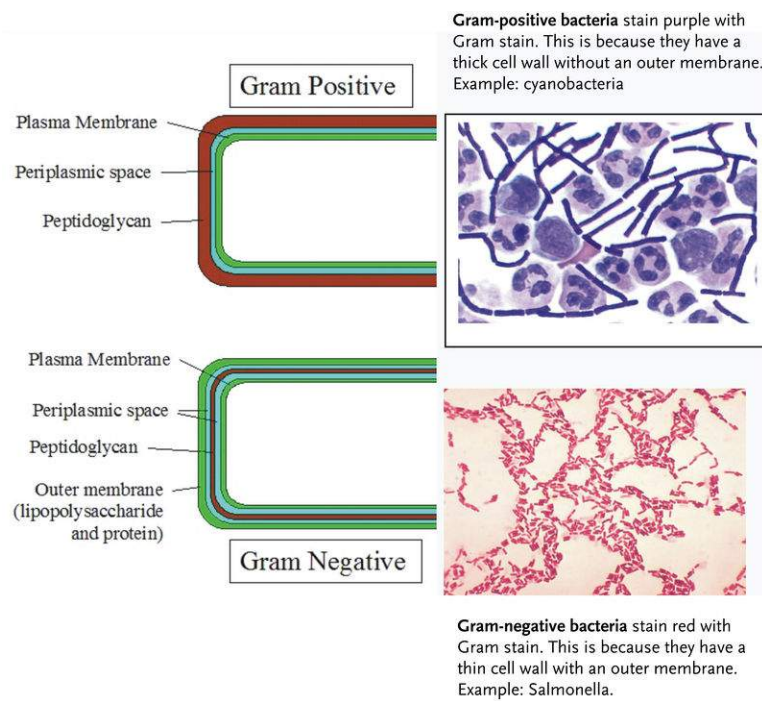 Gram-positive bacteria stain purple with
Gram stain. This is because they have a
thick cell wall without an outer membrane.
Example: cyanobacteria
Gram Positive
Plasma Membrane
Periplasmic space
Peptidoglycan
Plasma Membrane
Periplasmic space
Peptidoglycan
Outer membrane
(lipopolysaccharide
and protein)
Gram Negative
Gram-negative bacteria stain red with
Gram stain. This is because they have a
thin cell wall with an outer membrane.
Example: Salmonella.